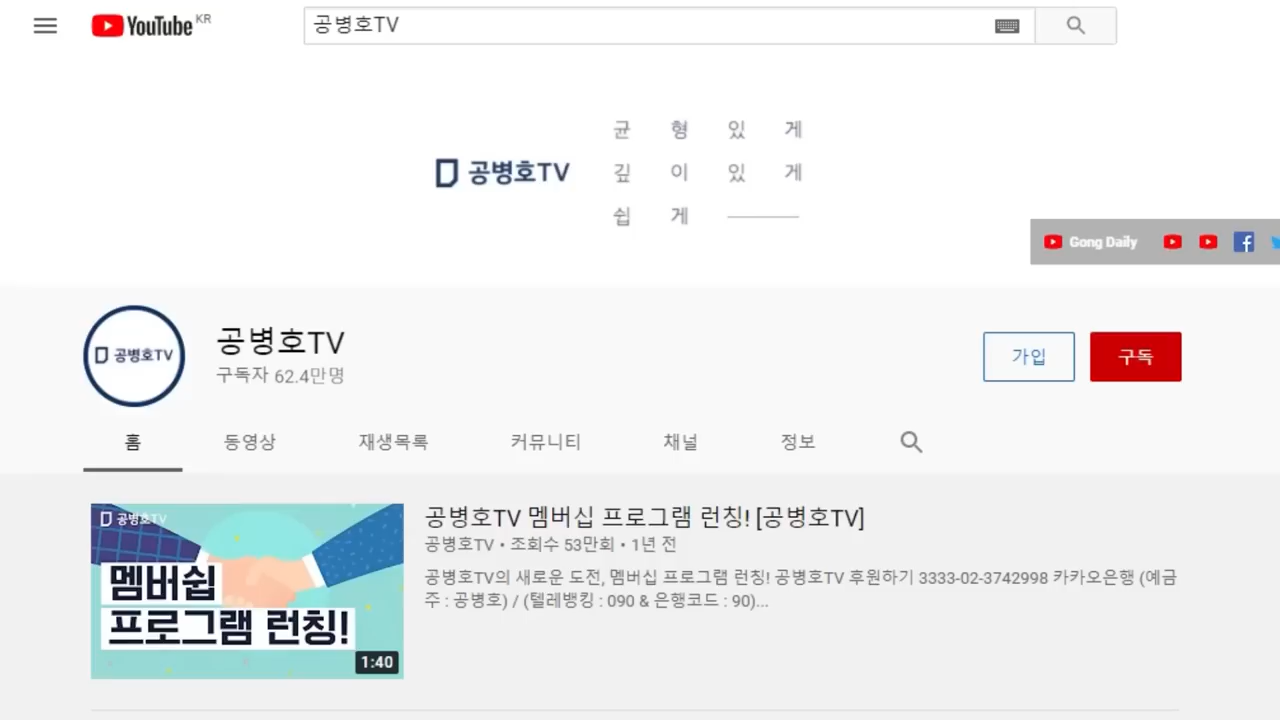 YouTube KR
공병호TV
균 형 있 게
공병호TV
깊 이 있 게
쉽 게
Gong Daily
공병호TV
공병호TV
구독자 62.4만명
가입
구독
홈
동영상
재생목록
커뮤니티
채널
정보
공병호TV
멤버쉽
프로그램 런칭!
1:40
공병호TV 멤버십 프로그램 런칭! [공병호TV]
공병호TV • 조회수 53만회 • 1년 전
공병호TV의 새로운 도전, 멤버십 프로그램 런칭! 공병호TV 후원하기 3333-02-3742998 카카오은행 (예금
주 : 공병호) / (텔레뱅킹 : 090 & 은행코드 : 90)...